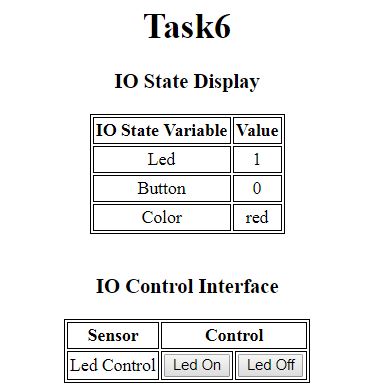 Task6
IO State Display
IO State Variable Value
Led 1
Button 0
Color red
IO Control Interface
Sensor Control
Led Control Led On Led Off